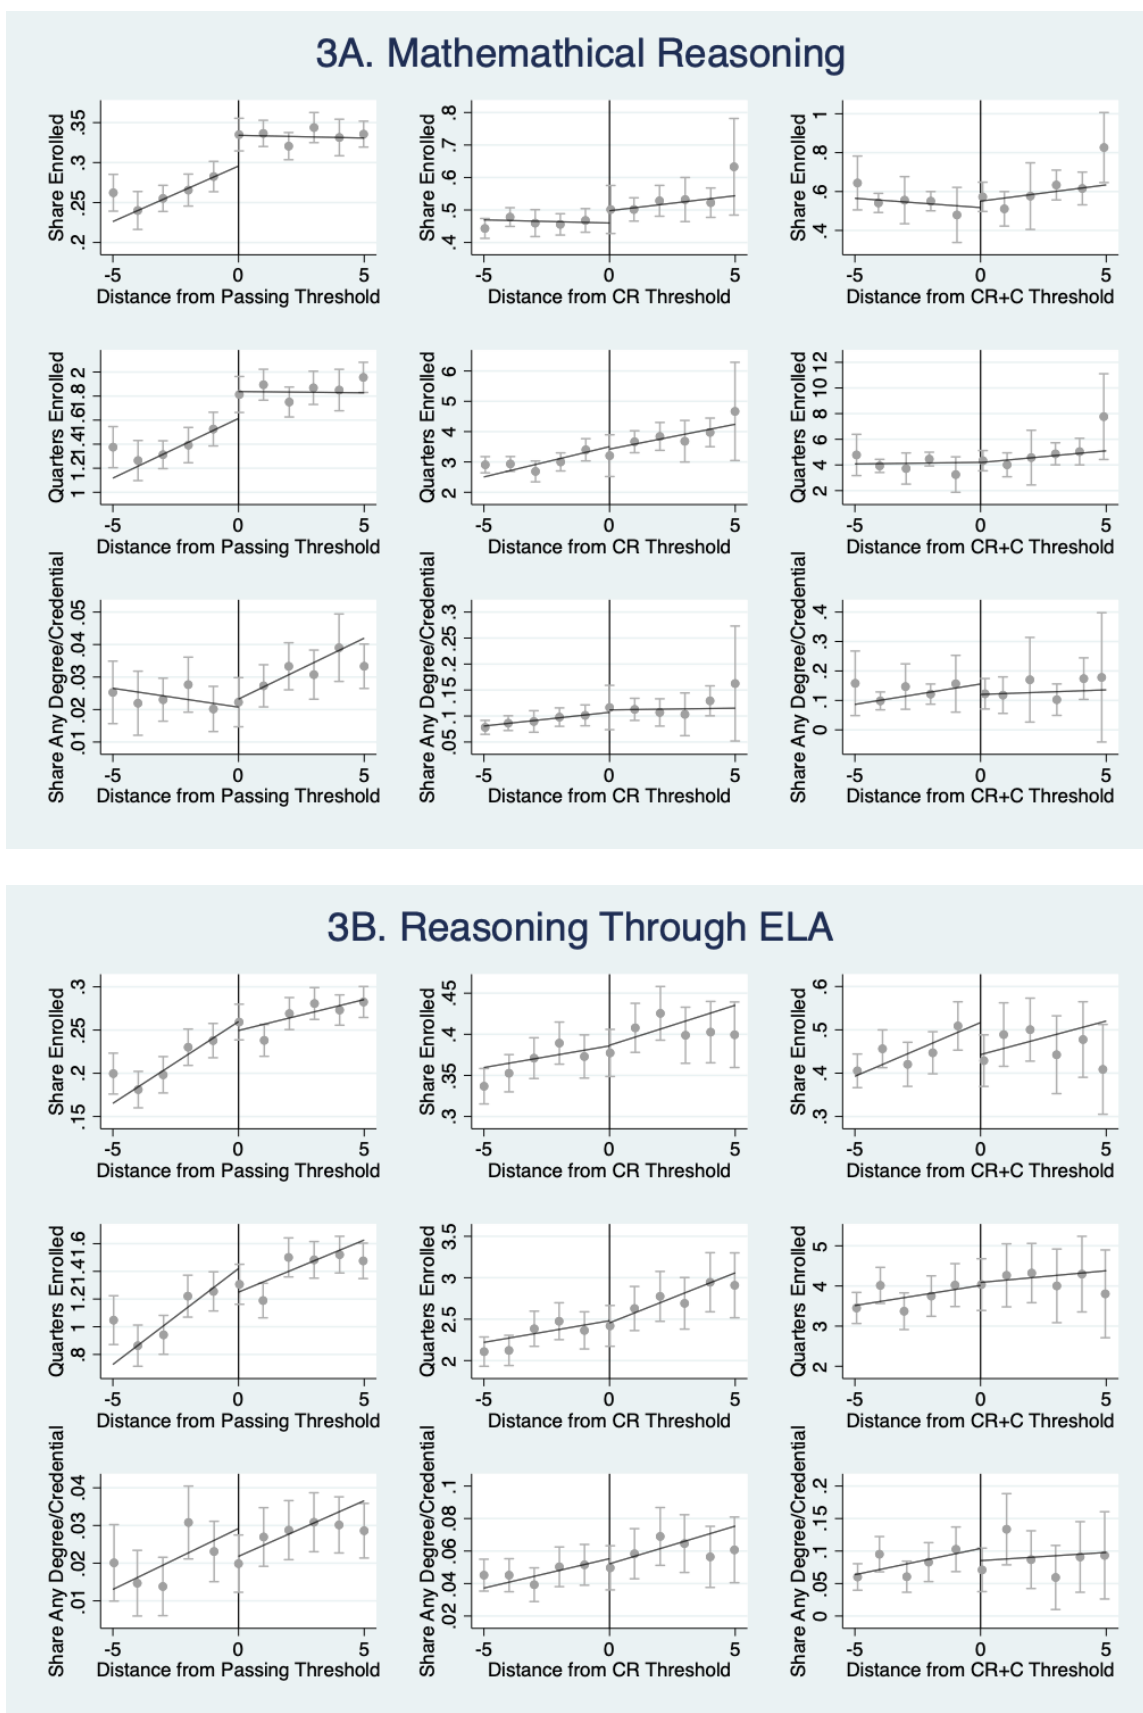 3A. Mathemathical Reasoning
Share Enrolled
.2 .25 .3 .35
-5 0 5
Distance from Passing Threshold
Share Enrolled
.4 .5 .6 .7 .8
-5 0 5
Distance from CR Threshold
Share Enrolled
.4 .6 .8 1
-5 0 5
Distance from CR+C Threshold
Quarters Enrolled
1 1.2 1.4 1.6 1.8 2
-5 0 5
Distance from Passing Threshold
Quarters Enrolled
2 3 4 5 6
-5 0 5
Distance from CR Threshold
Quarters Enrolled
2 4 6 8 10 12
-5 0 5
Distance from CR+C Threshold
Share Any Degree/Credential
.01 .02 .03 .04 .05
-5 0 5
Distance from Passing Threshold
Share Any Degree/Credential
.05 .1 .15 .2 .25 .3
-5 0 5
Distance from CR Threshold
Share Any Degree/Credential
0 .1 .2 .3 .4
-5 0 5
Distance from CR+C Threshold
3B. Reasoning Through ELA
Share Enrolled
.15 .2 .25 .3
-5 0 5
Distance from Passing Threshold
Share Enrolled
.3 .35 .4 .45
-5 0 5
Distance from CR Threshold
Share Enrolled
.3 .4 .5 .6
-5 0 5
Distance from CR+C Threshold
Quarters Enrolled
.8 1 1.2 1.4 1.6
-5 0 5
Distance from Passing Threshold
Quarters Enrolled
2 2.5 3 3.5
-5 0 5
Distance from CR Threshold
Quarters Enrolled
2 3 4 5
-5 0 5
Distance from CR+C Threshold
Share Any Degree/Credential
.01 .02 .03 .04
-5 0 5
Distance from Passing Threshold
Share Any Degree/Credential
.02 .04 .06 .08 .1
-5 0 5
Distance from CR Threshold
Share Any Degree/Credential
0 .05 .1 .15 .2
-5 0 5
Distance from CR+C Threshold